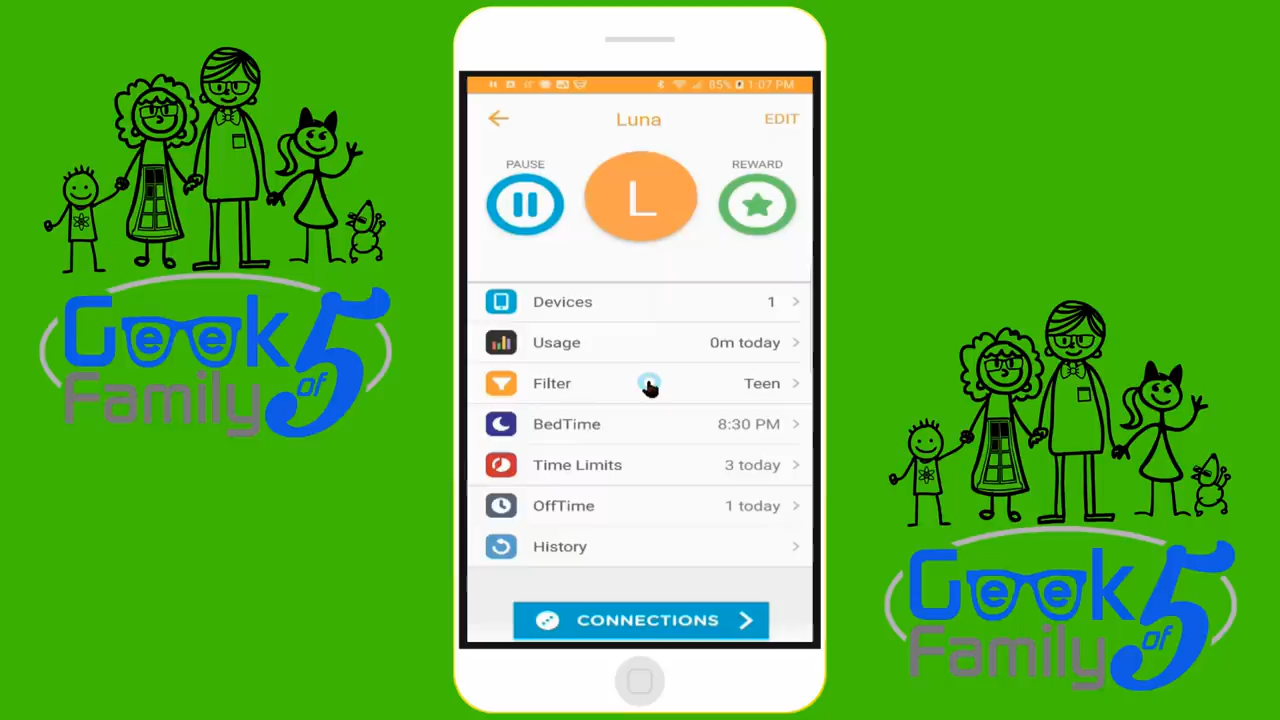 85% 1:07 PM
Luna
EDIT
PAUSE
L
REWARD
Devices 1
Usage 0m today
Filter Teen
BedTime 8:30 PM
Time Limits 3 today
OffTime 1 today
History
CONNECTIONS
Geek
Family of 5
Geek
Family of 5